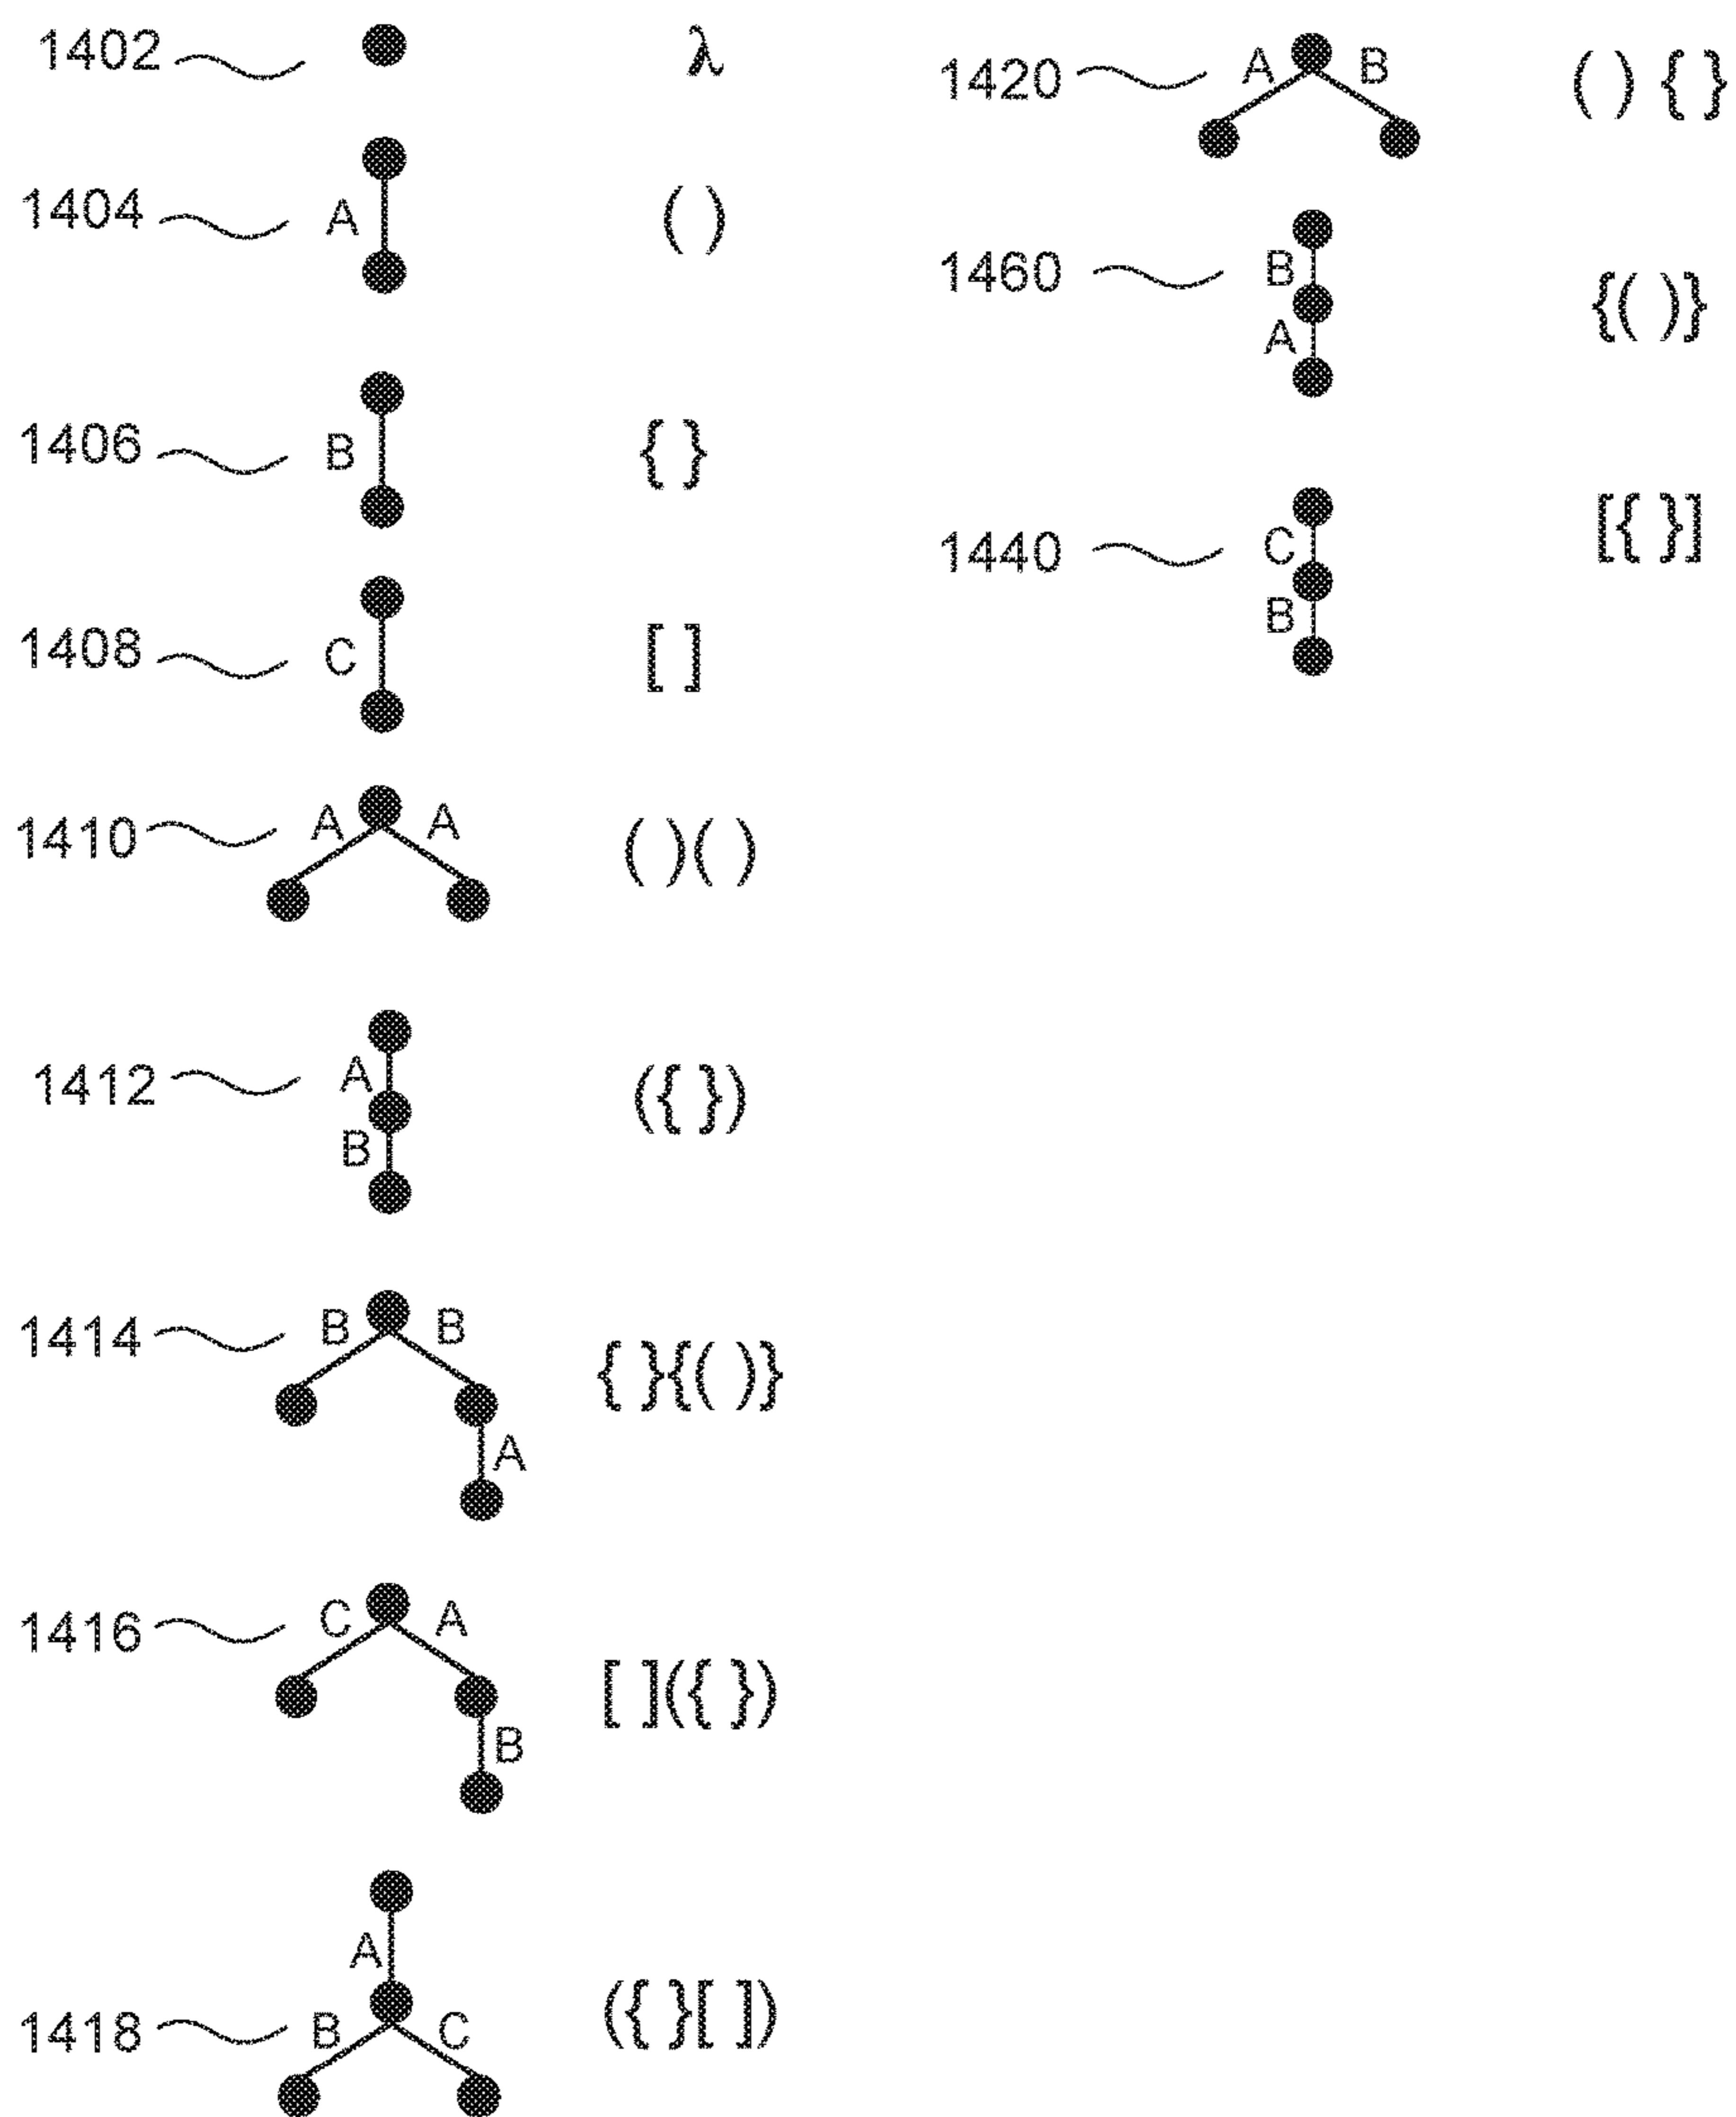 1402 λ
1404 A ( )
1406 B { }
1408 C [ ]
1410 A A ( )( )
1412 A B ({ })
1414 B B A { }{( )}
1416 C A B [ ]({ })
1418 A B C ({ }[ ])
1420 A B ( ) { }
1460 B A {( )}
1440 C B [{ }]